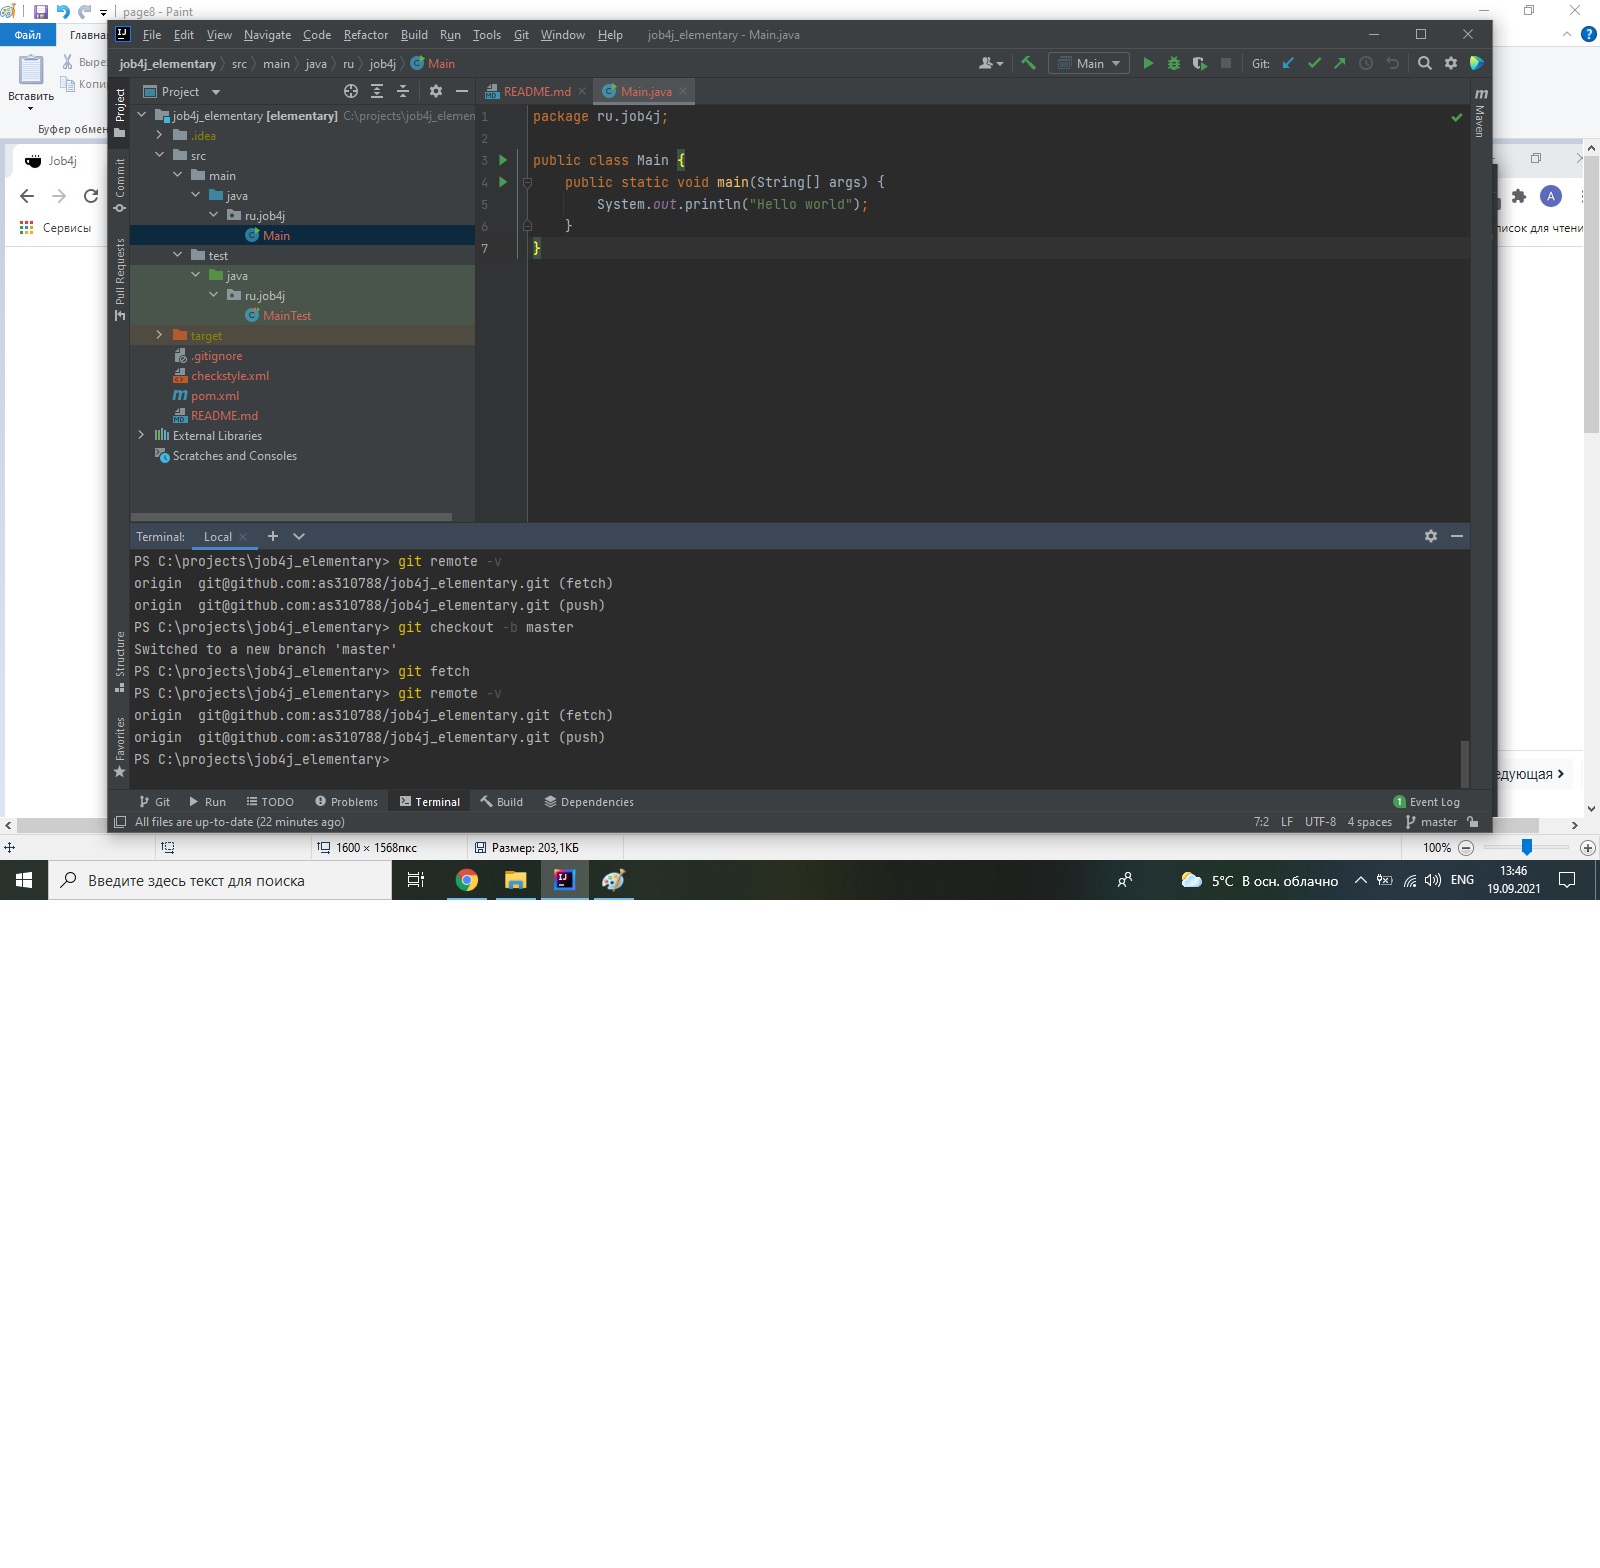 page8 - Paint
Файл
Главна
Вставить
Выре
Копи
Буфер обмен
Job4j
Сервисы
File Edit View Navigate Code Refactor Build Run Tools Git Window Help job4j_elementary - Main.java
job4j_elementary src main java ru job4j Main
Main Git:
Project
README.md
Main.java
job4j_elementary [elementary] C:\projects\job4j_elemen
.idea
src
main
java
ru.job4j
Main
test
java
ru.job4j
MainTest
target
.gitignore
checkstyle.xml
pom.xml
README.md
External Libraries
Scratches and Consoles
Project
Commit
Pull Requests
Structure
Favorites
Maven
1 package ru.job4j;
2
3 public class Main {
4 public static void main(String[] args) {
5 System.out.println("Hello world");
6 }
7 }
Terminal: Local
PS C:\projects\job4j_elementary> git remote -v
origin git@github.com:as310788/job4j_elementary.git (fetch)
origin git@github.com:as310788/job4j_elementary.git (push)
PS C:\projects\job4j_elementary> git checkout -b master
Switched to a new branch 'master'
PS C:\projects\job4j_elementary> git fetch
PS C:\projects\job4j_elementary> git remote -v
origin git@github.com:as310788/job4j_elementary.git (fetch)
origin git@github.com:as310788/job4j_elementary.git (push)
PS C:\projects\job4j_elementary>
Git Run TODO Problems Terminal Build Dependencies 1 Event Log
All files are up-to-date (22 minutes ago) 7:2 LF UTF-8 4 spaces master
A
писок для чтени
едующая
1600 × 1568пкс
Размер: 203,1КБ
100%
Введите здесь текст для поиска
5°C В осн. облачно
ENG
13:46
19.09.2021